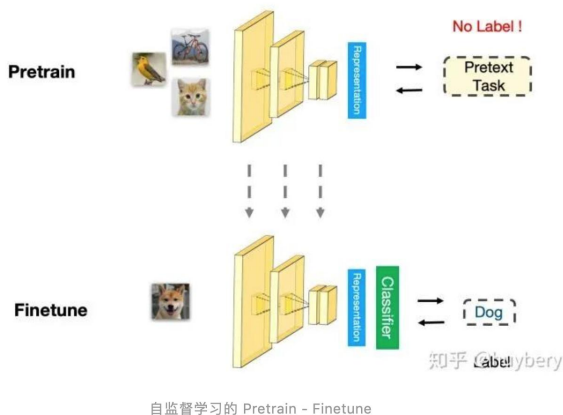 No Label !
Pretrain
Representation
Pretext
Task
Finetune
Representation
Classifier
Dog
知乎 @huybery
Label
自监督学习的 Pretrain - Finetune